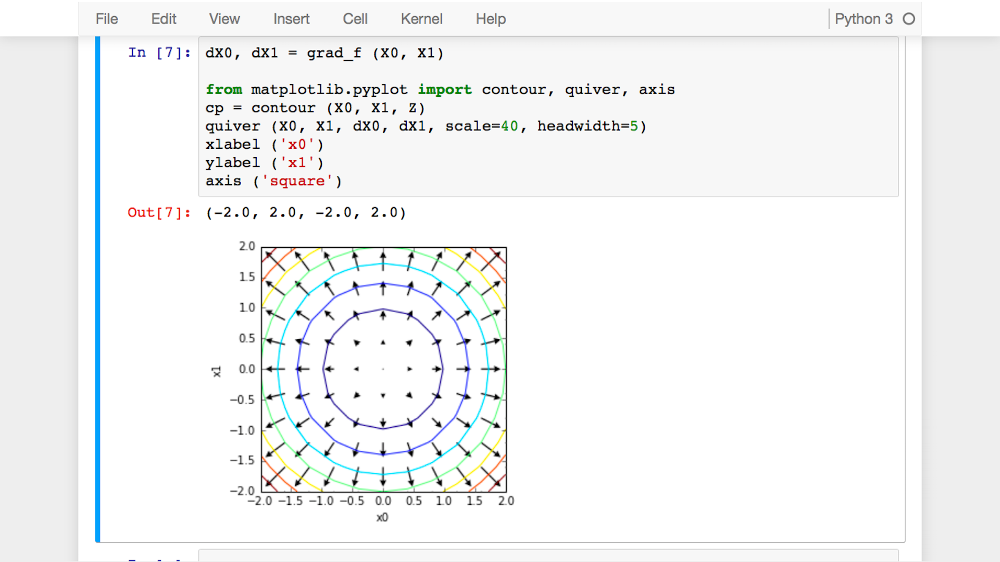 File Edit View Insert Cell Kernel Help Python 3
In [7]: dX0, dX1 = grad_f (X0, X1)
from matplotlib.pyplot import contour, quiver, axis
cp = contour (X0, X1, Z)
quiver (X0, X1, dX0, dX1, scale=40, headwidth=5)
xlabel ('x0')
ylabel ('x1')
axis ('square')
Out[7]: (-2.0, 2.0, -2.0, 2.0)
2.0
1.5
1.0
0.5
x1
0.0
−0.5
−1.0
−1.5
−2.0
−2.0 −1.5 −1.0 −0.5 0.0 0.5 1.0 1.5 2.0
x0